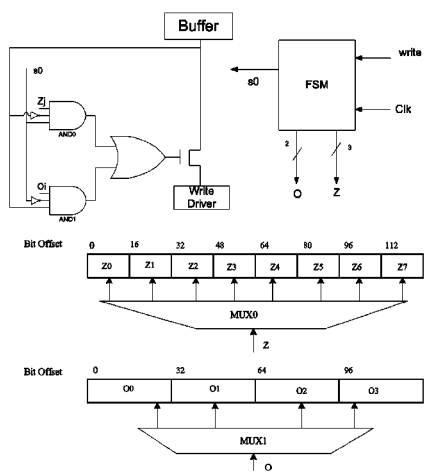 Buffer
s0
Zj
AND0
Oi
AND1
Write
Driver
FSM
s0
write
Clk
2
3
O
Z
Bit Offset
0 16 32 48 64 80 96 112
Z0 Z1 Z2 Z3 Z4 Z5 Z6 Z7
MUX0
Z
Bit Offset
0 32 64 96
O0 O1 O2 O3
MUX1
O